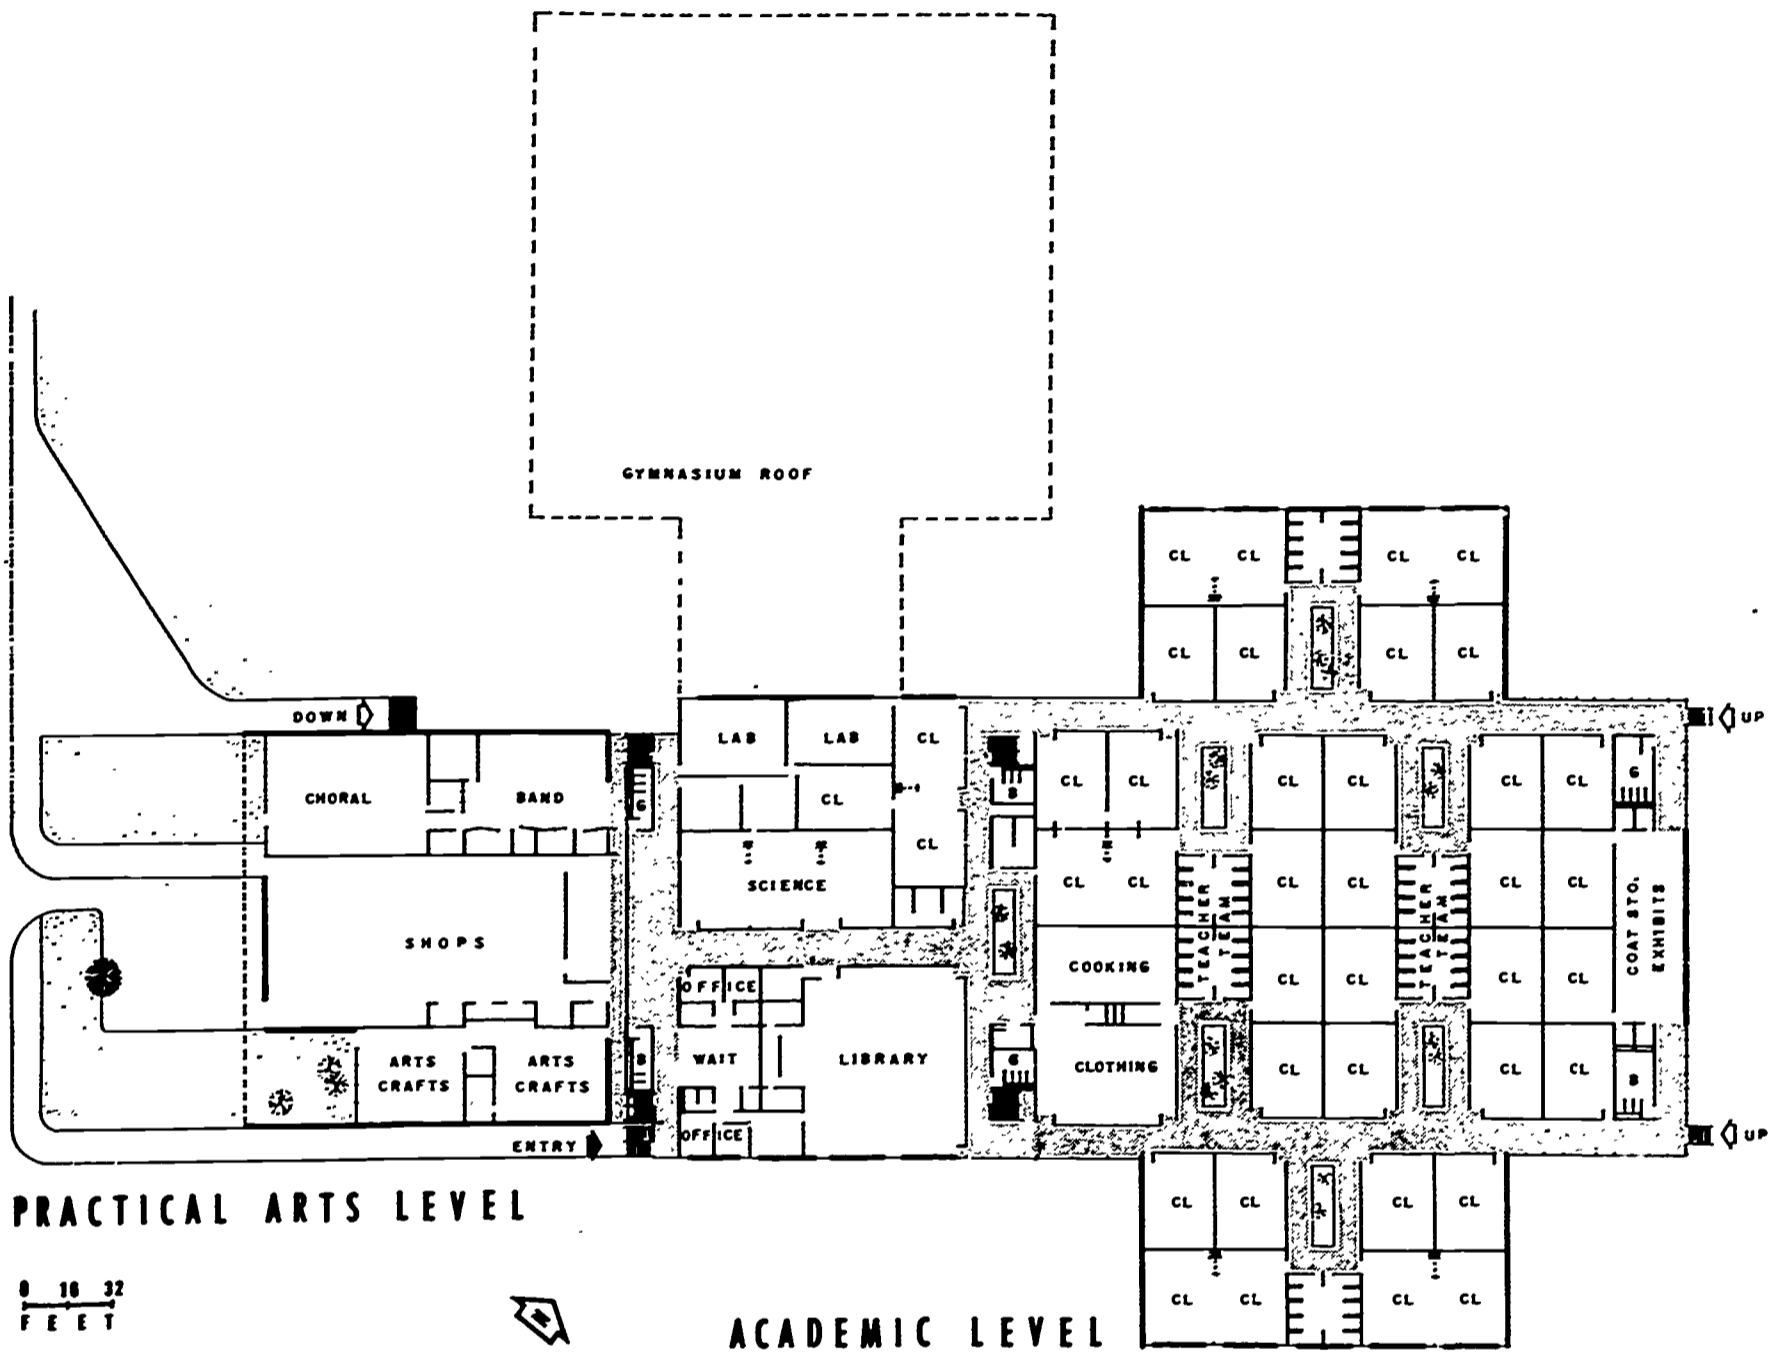 GYMNASIUM ROOF
CL CL CL CL
CL CL CL CL
DOWN
UP
LAB LAB CL
CHORAL BAND G
CL
B
CL CL CL CL CL CL G
CL
SCIENCE
CL CL CL CL CL CL
TEACHER TEAM
TEACHER TEAM
COAT STO. EXHIBITS
SHOPS
COOKING
CL CL CL CL
OFFICE
ARTS CRAFTS
ARTS CRAFTS
B
WAIT
LIBRARY
G
CLOTHING
CL CL CL CL
B
OFFICE
ENTRY
UP
CL CL CL CL
CL CL CL CL
PRACTICAL ARTS LEVEL
0 16 32
FEET
N
ACADEMIC LEVEL